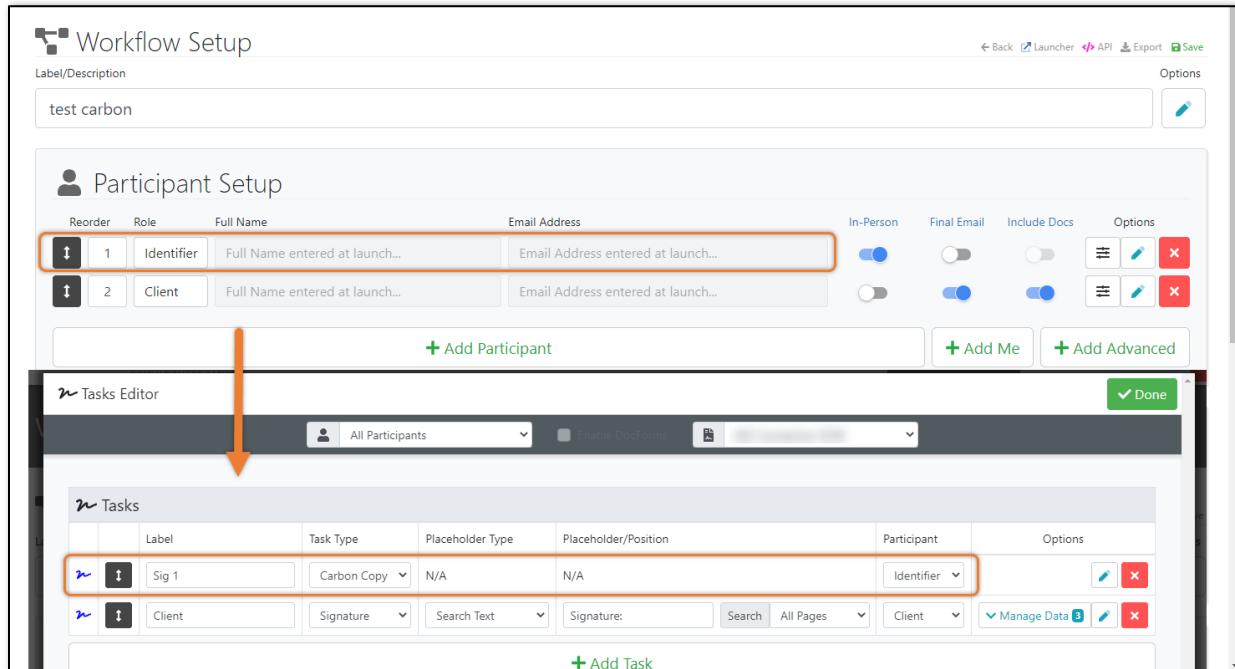 Workflow Setup
Back Launcher </> API Export Save
Label/Description Options
test carbon
Participant Setup
Reorder Role Full Name Email Address In-Person Final Email Include Docs Options
1 Identifier Full Name entered at launch... Email Address entered at launch...
2 Client Full Name entered at launch... Email Address entered at launch...
+ Add Participant + Add Me + Add Advanced
Tasks Editor Done
All Participants Enable DocForms
Tasks
Label Task Type Placeholder Type Placeholder/Position Participant Options
Sig 1 Carbon Copy N/A N/A Identifier
Client Signature Search Text Signature: Search All Pages Client Manage Data 3
+ Add Task